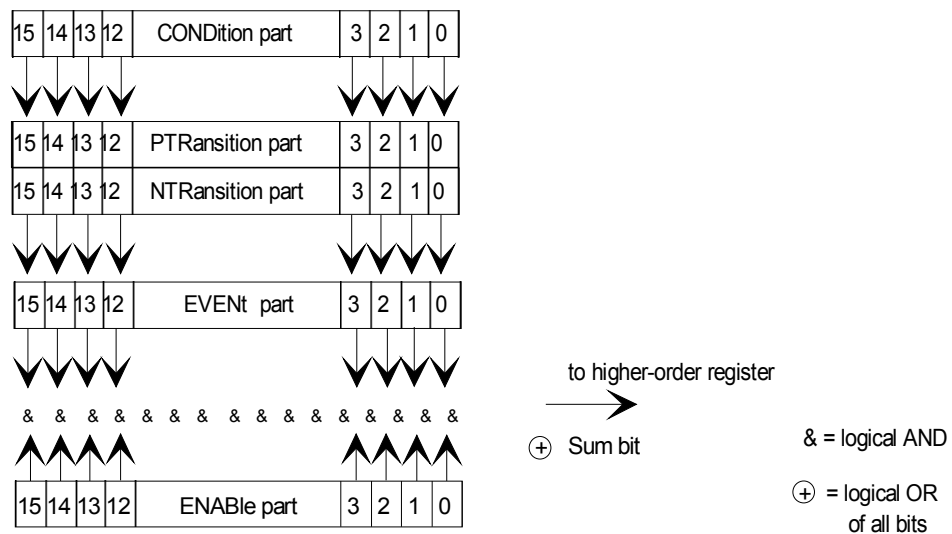 15 14 13 12 CONDition part 3 2 1 0
15 14 13 12 PTRansition part 3 2 1 0
15 14 13 12 NTRansition part 3 2 1 0
15 14 13 12 EVENt part 3 2 1 0
to higher-order register
& & & & & & & & & & & & & & & &
+ Sum bit
& = logical AND
15 14 13 12 ENABle part 3 2 1 0
+ = logical OR
of all bits